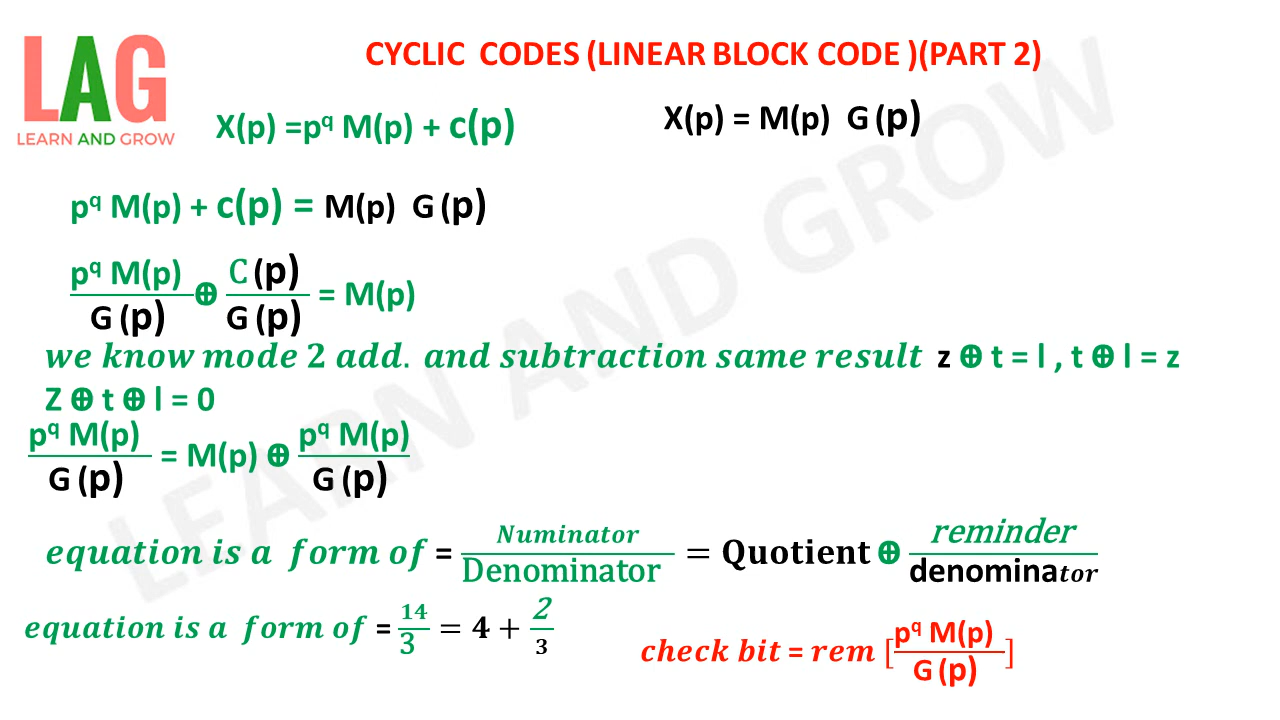 LAG
LEARN AND GROW
CYCLIC CODES (LINEAR BLOCK CODE )(PART 2)
X(p) =p^q M(p) + c(p)
X(p) = M(p) G (p)
p^q M(p) + c(p) = M(p) G (p)
p^q M(p) / G (p) ⊕ C (p) / G (p) = M(p)
we know mode 2 add. and subtraction same result z ⊕ t = l , t ⊕ l = z
Z ⊕ t ⊕ l = 0
p^q M(p) / G (p) = M(p) ⊕ p^q M(p) / G (p)
equation is a form of = Numinator / Denominator = Quotient ⊕ reminder / denominator
equation is a form of = 14 / 3 = 4 + 2 / 3
check bit = rem [p^q M(p) / G (p)]
LEARN AND GROW